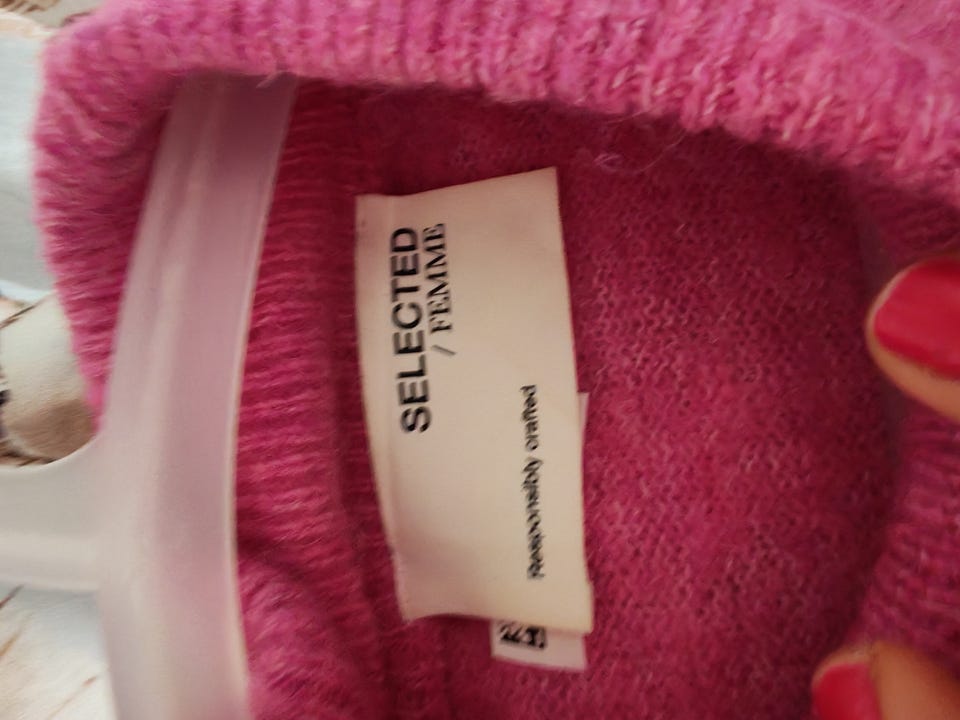 SELECTED
/ FEMME
Responsibly crafted